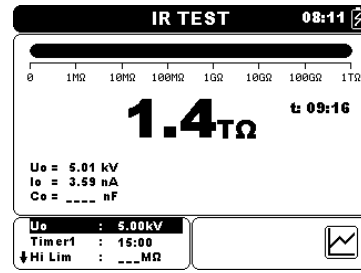 IR TEST 08:11
0 1MΩ 10MΩ 100MΩ 1GΩ 10GΩ 100GΩ 1TΩ
1.4TΩ t: 09:16
Uo = 5.01 kV
Io = 3.59 nA
Co = ____ nF
Uo : 5.00kV
Timer1 : 15:00
Hi Lim : ___MΩ